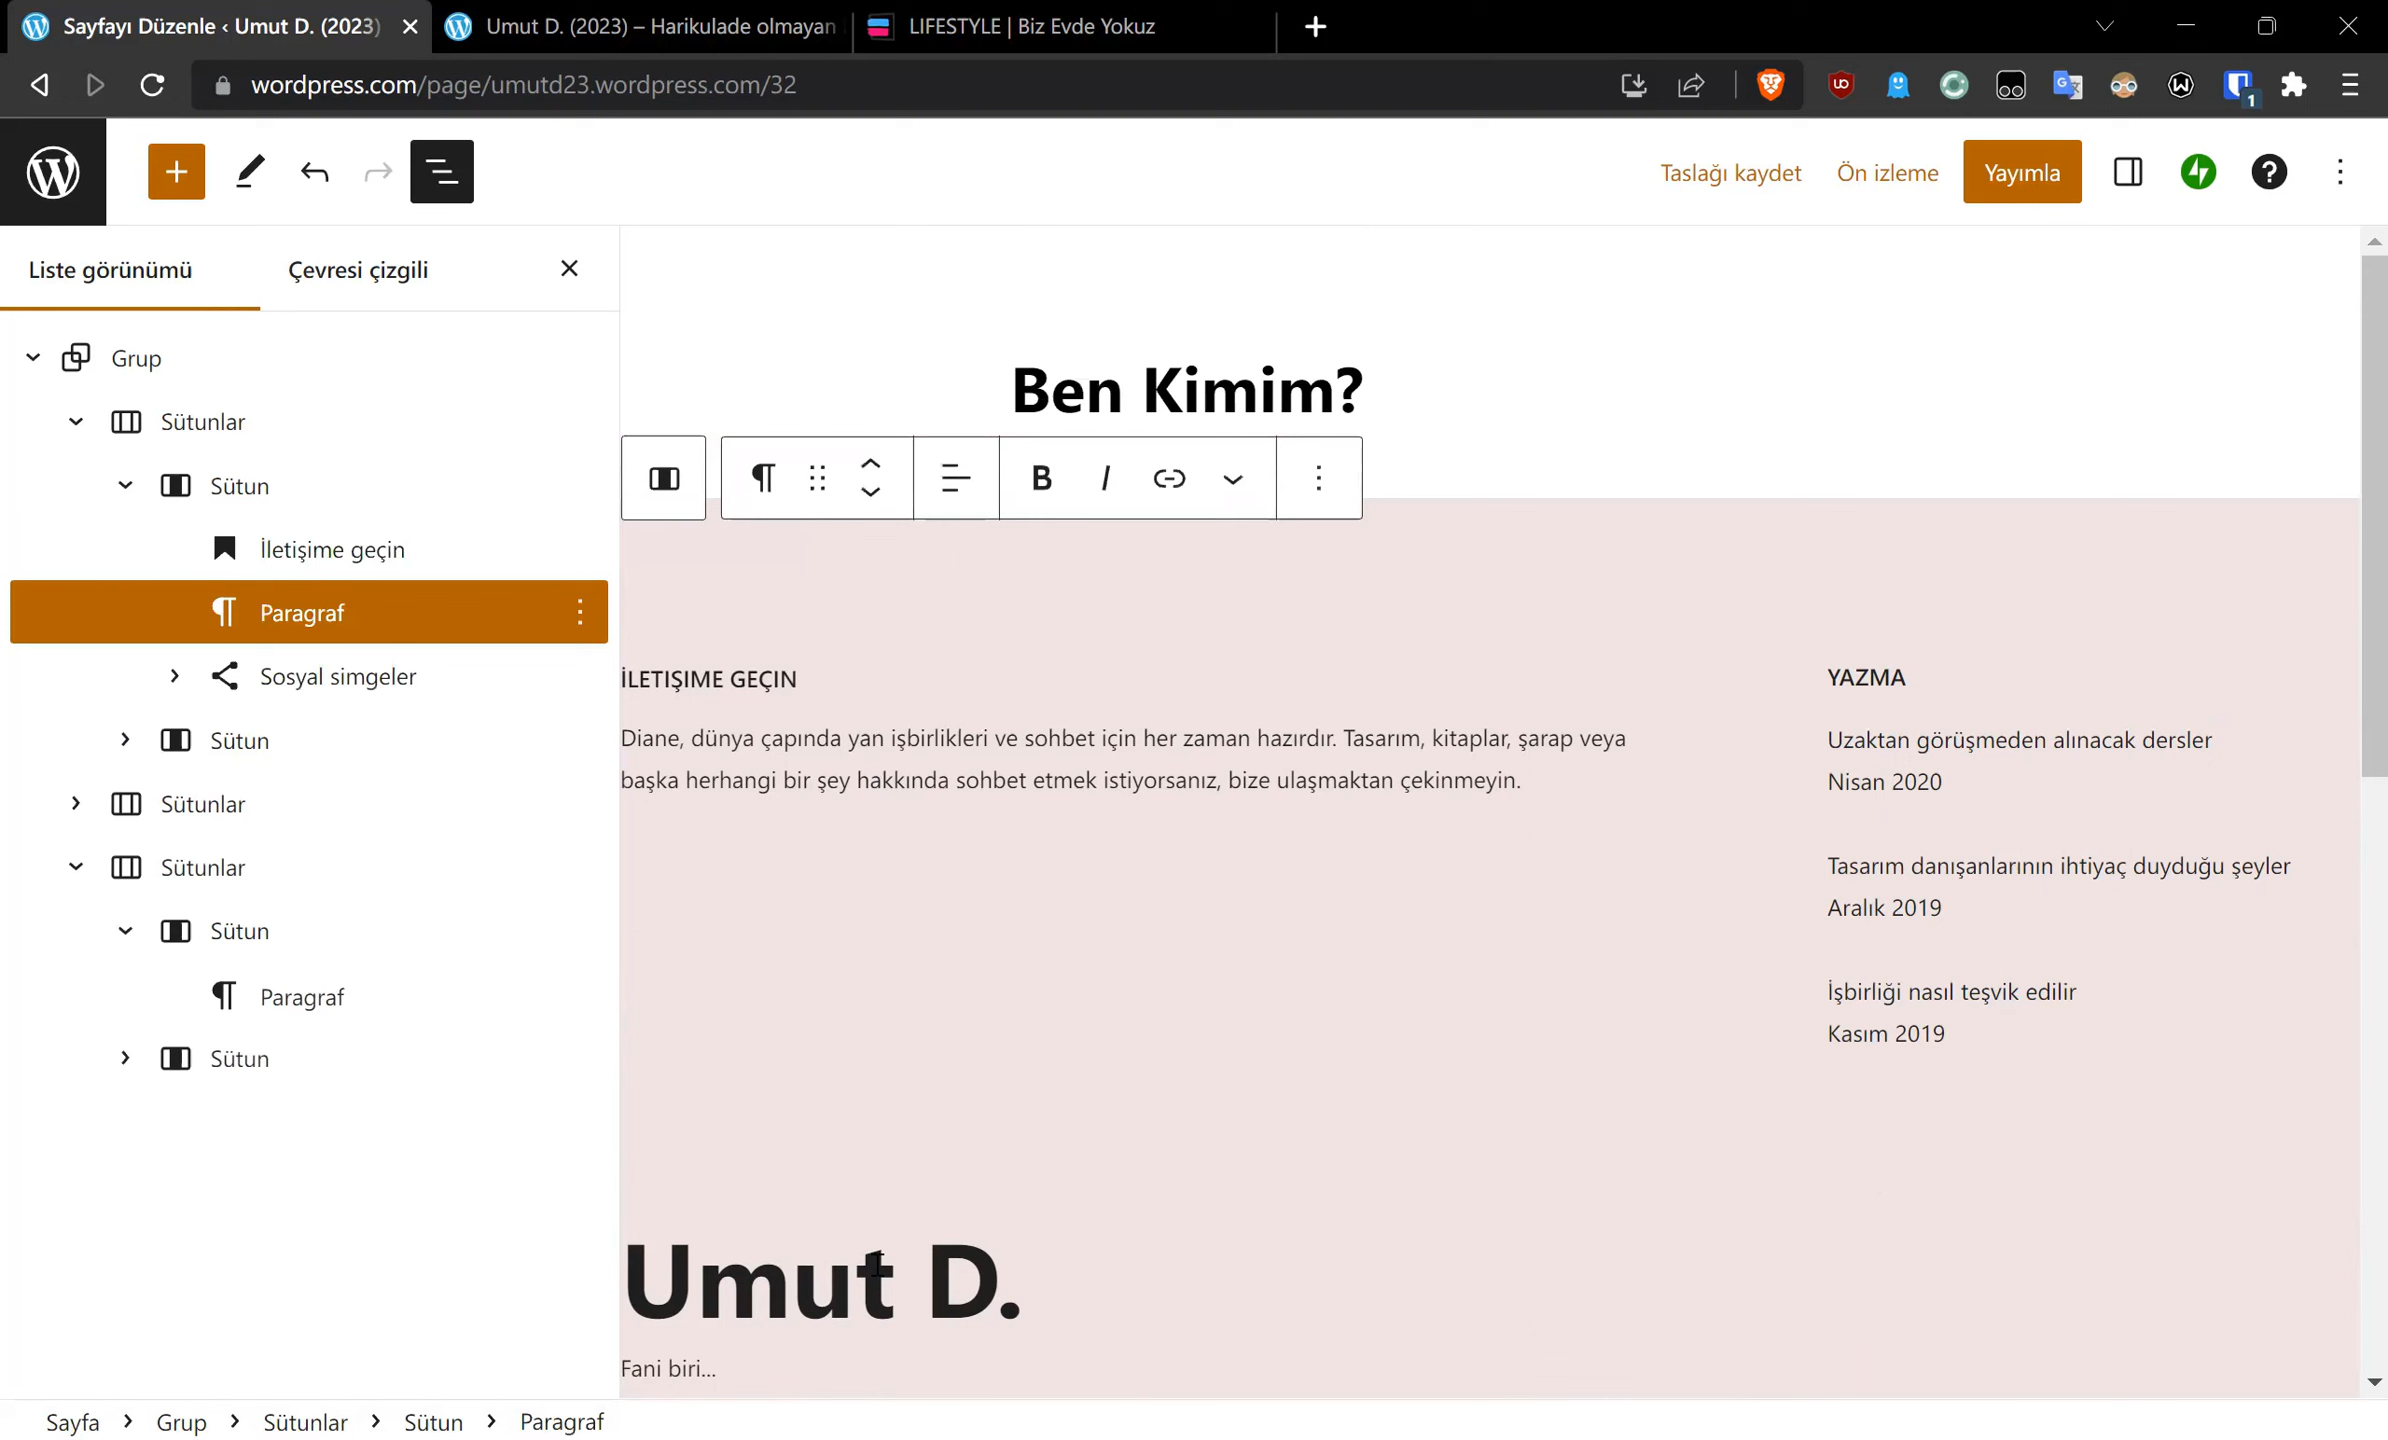 Sayfayı Düzenle ‹ Umut D. (2023)
Umut D. (2023) – Harikulade olmayan
LIFESTYLE | Biz Evde Yokuz
wordpress.com/page/umutd23.wordpress.com/32
1
Taslağı kaydet
Ön izleme
Yayımla
Liste görünümü
Çevresi çizgili
Grup
Sütunlar
Sütun
İletişime geçin
Paragraf
Sosyal simgeler
Sütun
Sütunlar
Sütunlar
Sütun
Paragraf
Sütun
Ben Kimim?
B I
İLETIŞIME GEÇIN
Diane, dünya çapında yan işbirlikleri ve sohbet için her zaman hazırdır. Tasarım, kitaplar, şarap veya
başka herhangi bir şey hakkında sohbet etmek istiyorsanız, bize ulaşmaktan çekinmeyin.
YAZMA
Uzaktan görüşmeden alınacak dersler
Nisan 2020
Tasarım danışanlarının ihtiyaç duyduğu şeyler
Aralık 2019
İşbirliği nasıl teşvik edilir
Kasım 2019
Umut D.
Fani biri...
Sayfa > Grup > Sütunlar > Sütun > Paragraf